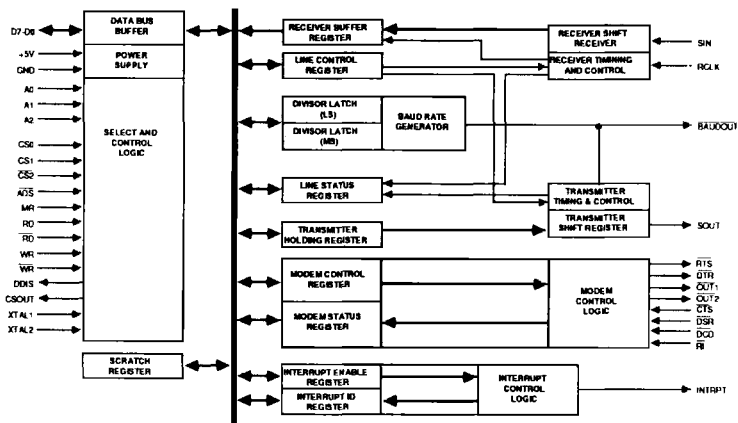 D7-D0
DATA BUS
BUFFER
+5V
GND
POWER
SUPPLY
A0
A1
A2
CS0
CS1
CS2
ADS
MR
RD
RD
WR
WR
DDIS
CSOUT
XTAL1
XTAL2
SELECT AND
CONTROL
LOGIC
SCRATCH
REGISTER
RECEIVER BUFFER
REGISTER
LINE CONTROL
REGISTER
DIVISOR LATCH
(LS)
DIVISOR LATCH
(MS)
BAUD RATE
GENERATOR
LINE STATUS
REGISTER
TRANSMITTER
HOLDING REGISTER
MODEM CONTROL
REGISTER
MODEM STATUS
REGISTER
INTERRUPT ENABLE
REGISTER
INTERRUPT ID
REGISTER
RECEIVER SHIFT
RECEIVER
RECEIVER TIMINING
AND CONTROL
SIN
RCLK
BAUDOUT
TRANSMITTER
TIMING & CONTROL
TRANSMITTER
SHIFT REGISTER
SOUT
MODEM
CONTROL
LOGIC
RTS
DTR
OUT1
OUT2
CTS
DSR
DCD
RI
INTERRUPT
CONTROL
LOGIC
INTRPT